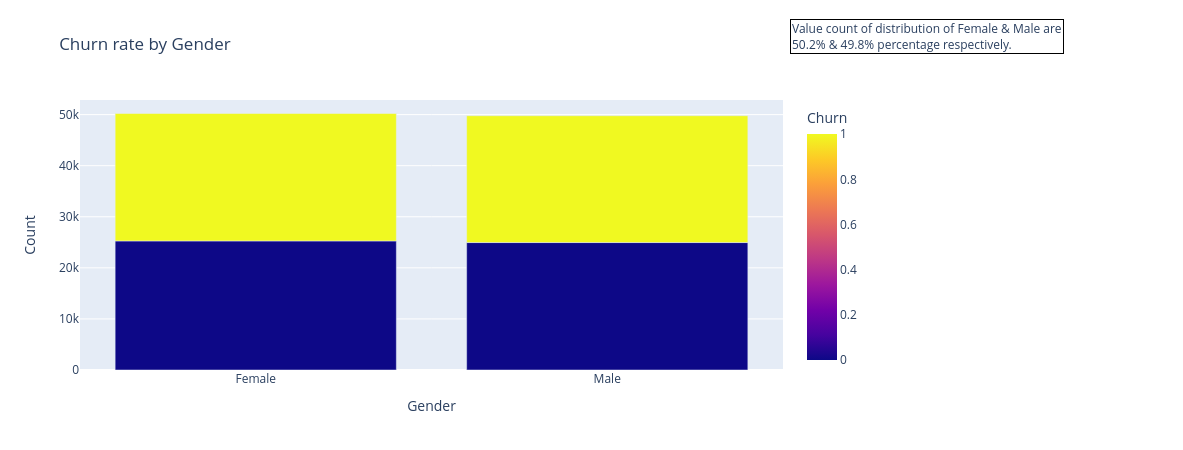 Churn rate by Gender
Value count of distribution of Female & Male are
50.2% & 49.8% percentage respectively.
Count
50k
40k
30k
20k
10k
0
Female
Male
Gender
Churn
1
0.8
0.6
0.4
0.2
0